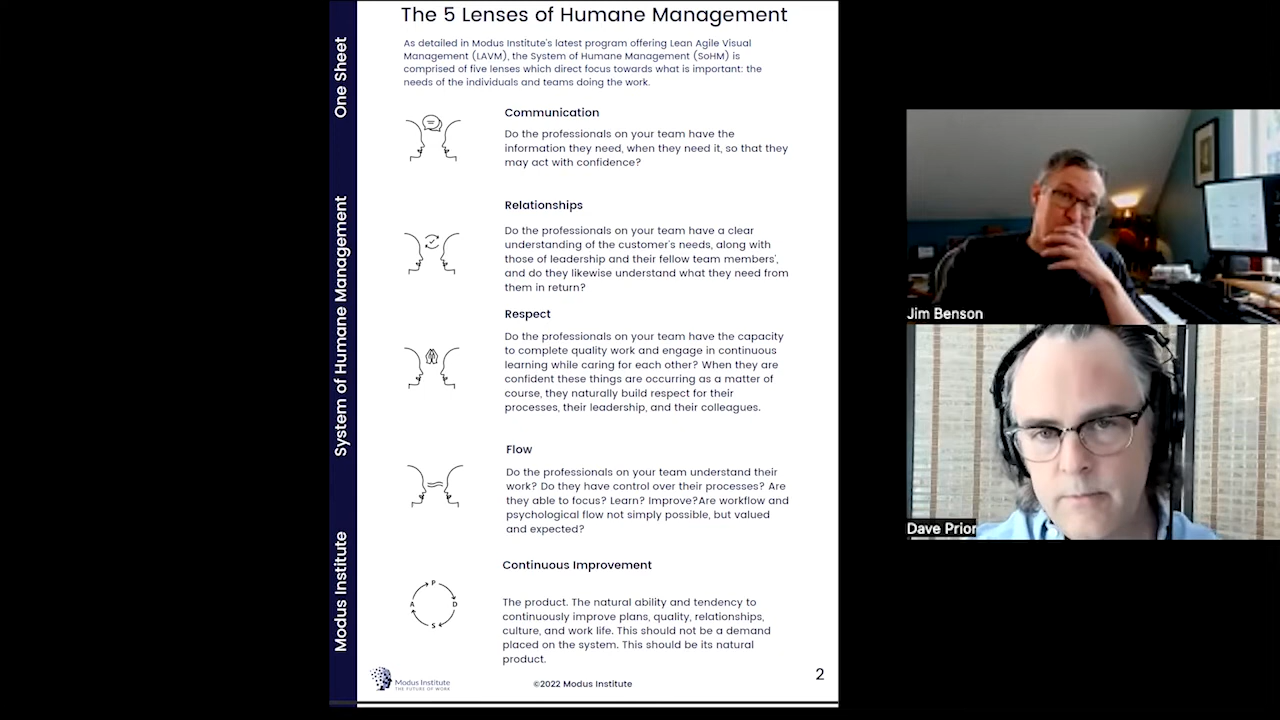 One Sheet
System of Humane Management
Modus Institute
The 5 Lenses of Humane Management
As detailed in Modus Institute's latest program offering Lean Agile Visual
Management (LAVM), the System of Humane Management (SoHM) is
comprised of five lenses which direct focus towards what is important: the
needs of the individuals and teams doing the work.
Communication
Do the professionals on your team have the
information they need, when they need it, so that they
may act with confidence?
Relationships
Do the professionals on your team have a clear
understanding of the customer's needs, along with
those of leadership and their fellow team members',
and do they likewise understand what they need from
them in return?
Respect
Do the professionals on your team have the capacity
to complete quality work and engage in continuous
learning while caring for each other? When they are
confident these things are occurring as a matter of
course, they naturally build respect for their
processes, their leadership, and their colleagues.
Flow
Do the professionals on your team understand their
work? Do they have control over their processes? Are
they able to focus? Learn? Improve?Are workflow and
psychological flow not simply possible, but valued
and expected?
Continuous Improvement
P
A D
S
The product. The natural ability and tendency to
continuously improve plans, quality, relationships,
culture, and work life. This should not be a demand
placed on the system. This should be its natural
product.
Modus Institute
THE FUTURE OF WORK
©2022 Modus Institute
2
Jim Benson
Dave Prior